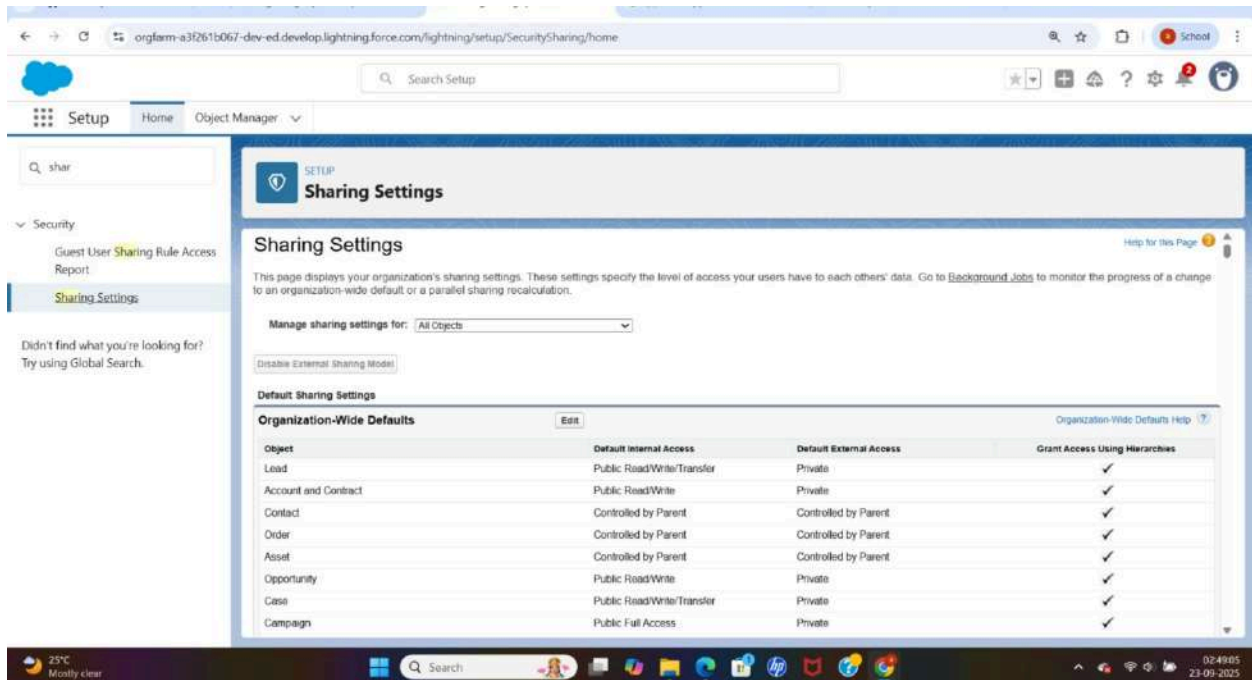 orgfarm-a3f261b067-dev-ed.develop.lightning.force.com/lightning/setup/SecuritySharing/home
School
Search Setup
2
Setup
Home
Object Manager
shar
Security
Guest User Sharing Rule Access
Report
Sharing Settings
Didn't find what you're looking for?
Try using Global Search.
SETUP
Sharing Settings
Sharing Settings
Help for this Page
This page displays your organization's sharing settings. These settings specify the level of access your users have to each others' data. Go to Background Jobs to monitor the progress of a change
to an organization-wide default or a parallel sharing recalculation.
Manage sharing settings for: All Objects
Disable External Sharing Model
Default Sharing Settings
Organization-Wide Defaults Edit Organization-Wide Defaults Help ?
Object Default Internal Access Default External Access Grant Access Using Hierarchies
Lead Public Read/Write/Transfer Private ✓
Account and Contract Public Read/Write Private ✓
Contact Controlled by Parent Controlled by Parent ✓
Order Controlled by Parent Controlled by Parent ✓
Asset Controlled by Parent Controlled by Parent ✓
Opportunity Public Read/Write Private ✓
Case Public Read/Write/Transfer Private ✓
Campaign Public Full Access Private ✓
25°C
Mostly clear
Search
02:49:05
23-09-2025